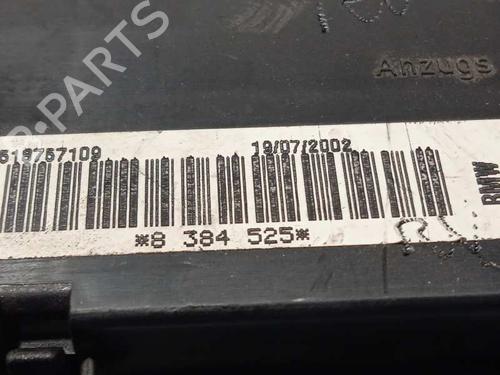 Anzugs
619757109
19/07/2002
BMW
*8 384 525*
B-PARTS